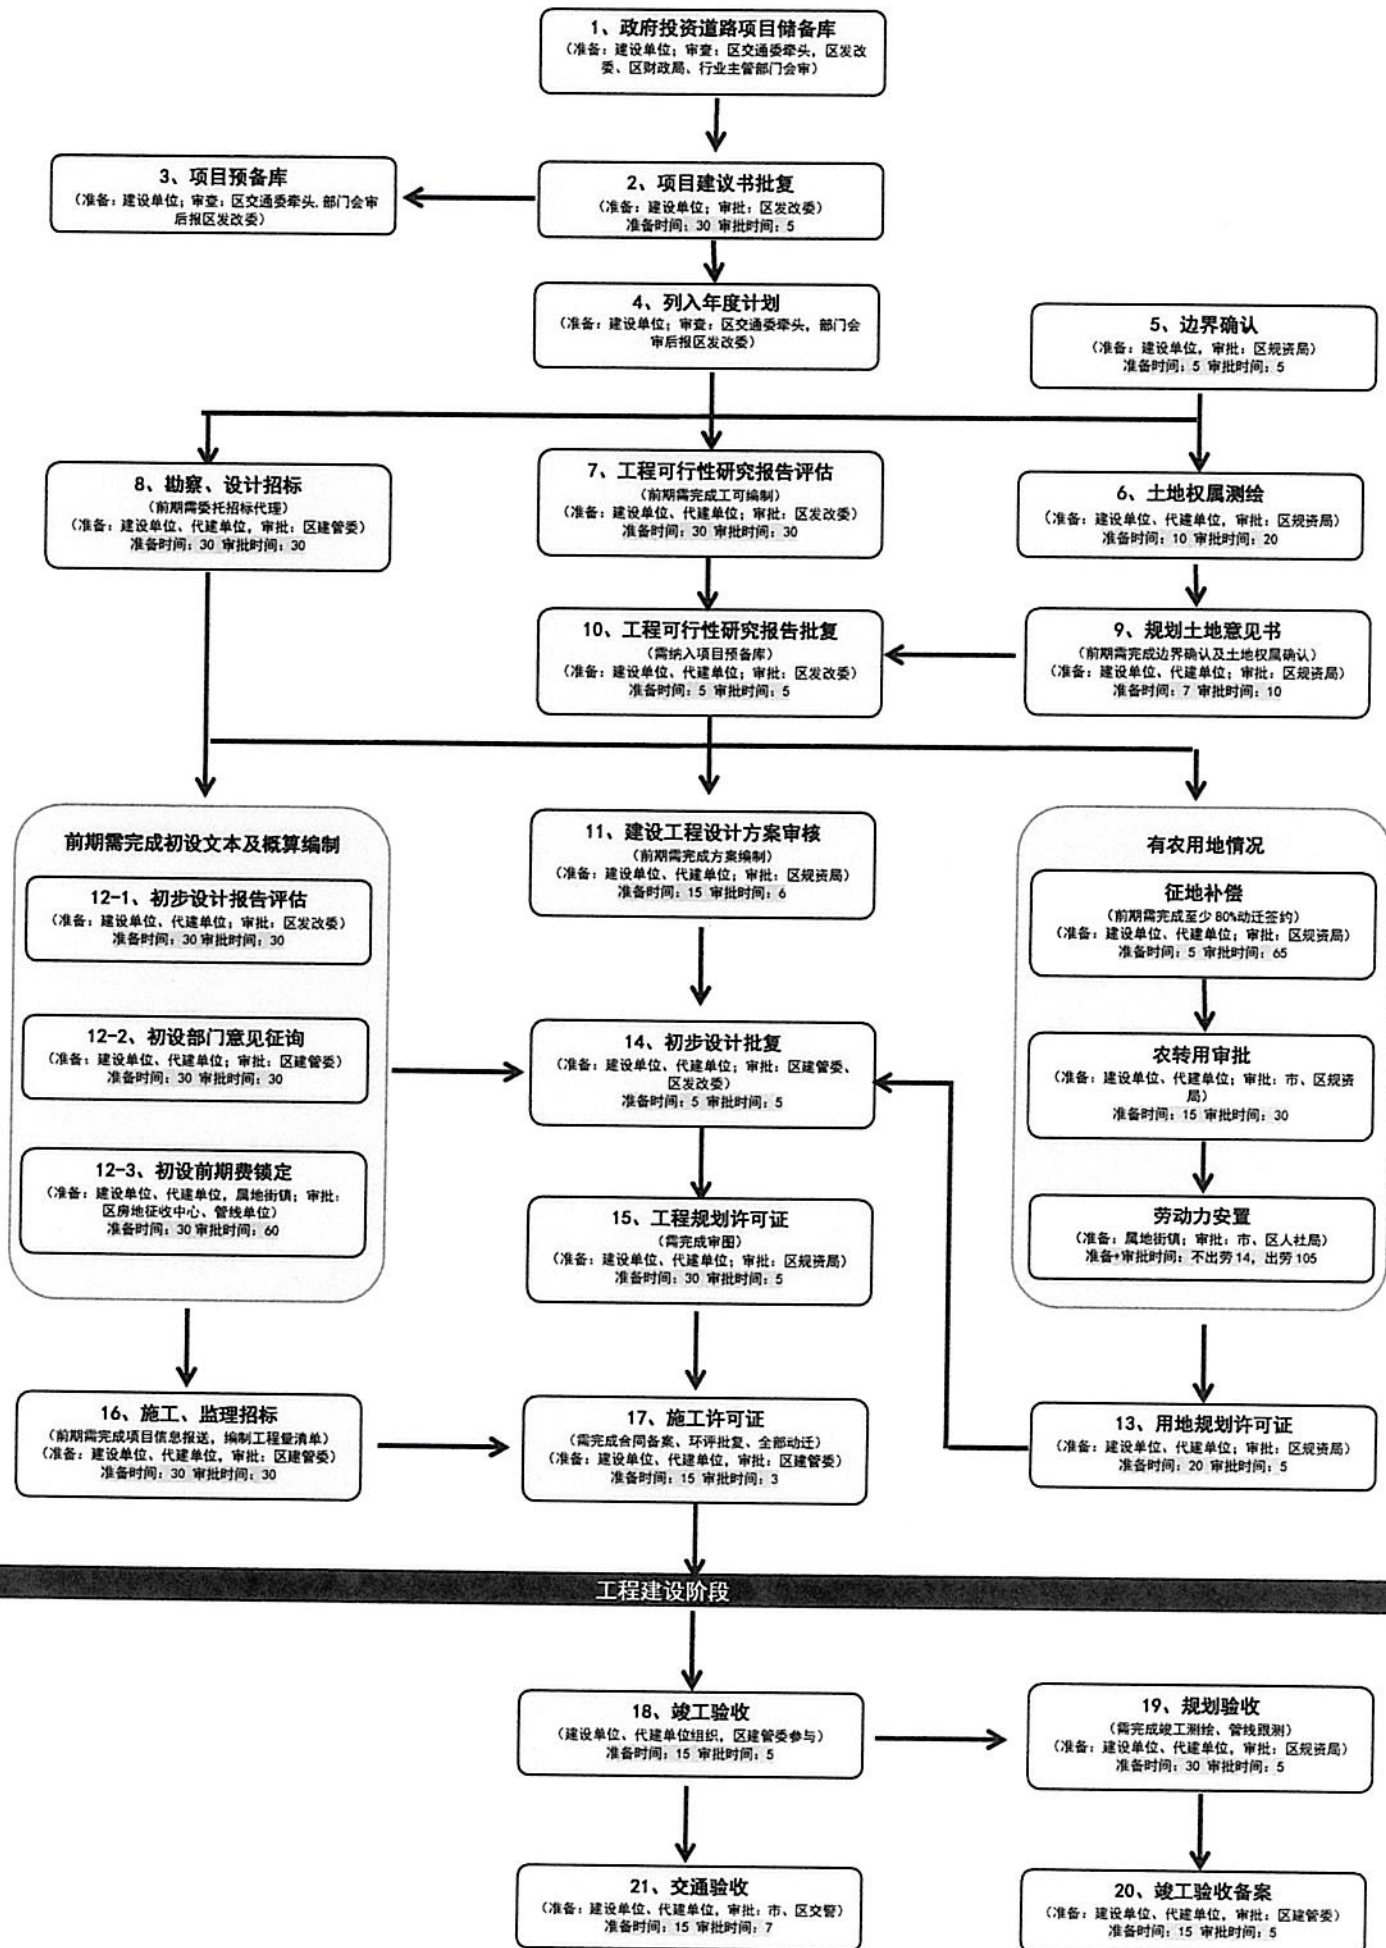 1、政府投资道路项目储备库
(准备：建设单位；审查：区交通委牵头，区发改
委、区财政局、行业主管部门会审)
3、项目预备库
(准备：建设单位；审查：区交通委牵头，部门会审
后报区发改委)
2、项目建议书批复
(准备：建设单位；审批：区发改委)
准备时间：30 审批时间：5
4、列入年度计划
(准备：建设单位；审查：区交通委牵头，部门会
审后报区发改委)
5、边界确认
(准备：建设单位，审批：区规资局)
准备时间：5 审批时间：5
8、勘察、设计招标
(前期需委托招标代理)
(准备：建设单位、代建单位，审批：区建管委)
准备时间：30 审批时间：30
7、工程可行性研究报告评估
(前期需完成工可编制)
(准备：建设单位、代建单位；审批：区发改委)
准备时间：30 审批时间：30
6、土地权属测绘
(准备：建设单位、代建单位，审批：区规资局)
准备时间：10 审批时间：20
10、工程可行性研究报告批复
(需纳入项目预备库)
(准备：建设单位、代建单位；审批：区发改委)
准备时间：5 审批时间：5
9、规划土地意见书
(前期需完成边界确认及土地权属确认)
(准备：建设单位、代建单位；审批：区规资局)
准备时间：7 审批时间：10
前期需完成初设文本及概算编制
12-1、初步设计报告评估
(准备：建设单位、代建单位；审批：区发改委)
准备时间：30 审批时间：30
12-2、初设部门意见征询
(准备：建设单位、代建单位；审批：区建管委)
准备时间：30 审批时间：30
12-3、初设前期费锁定
(准备：建设单位、代建单位，属地街镇；审批：
区房地征收中心、管线单位)
准备时间：30 审批时间：60
11、建设工程设计方案审核
(前期需完成方案编制)
(准备：建设单位、代建单位；审批：区规资局)
准备时间：15 审批时间：6
14、初步设计批复
(准备：建设单位、代建单位；审批：区建管委、
区发改委)
准备时间：5 审批时间：5
15、工程规划许可证
(需完成审图)
(准备：建设单位、代建单位；审批：区规资局)
准备时间：30 审批时间：5
有农用地情况
征地补偿
(前期需完成至少80%动迁签约)
(准备：建设单位、代建单位；审批：区规资局)
准备时间：5 审批时间：65
农转用审批
(准备：建设单位、代建单位；审批：市、区规资
局)
准备时间：15 审批时间：30
劳动力安置
(准备：属地街镇；审批：市、区人社局)
准备+审批时间：不出劳14，出劳105
16、施工、监理招标
(前期需完成项目信息报送，编制工程量清单)
(准备：建设单位、代建单位，审批：区建管委)
准备时间：30 审批时间：30
17、施工许可证
(需完成合同备案、环评批复、全部动迁)
(准备：建设单位、代建单位，审批：区建管委)
准备时间：15 审批时间：3
13、用地规划许可证
(准备：建设单位、代建单位；审批：区规资局)
准备时间：20 审批时间：5
工程建设阶段
18、竣工验收
(建设单位、代建单位组织，区建管委参与)
准备时间：15 审批时间：5
19、规划验收
(需完成竣工测绘、管线跟测)
(准备：建设单位、代建单位，审批：区规资局)
准备时间：30 审批时间：5
21、交通验收
(准备：建设单位、代建单位，审批：市、区交警)
准备时间：15 审批时间：7
20、竣工验收备案
(准备：建设单位、代建单位，审批：区建管委)
准备时间：15 审批时间：5